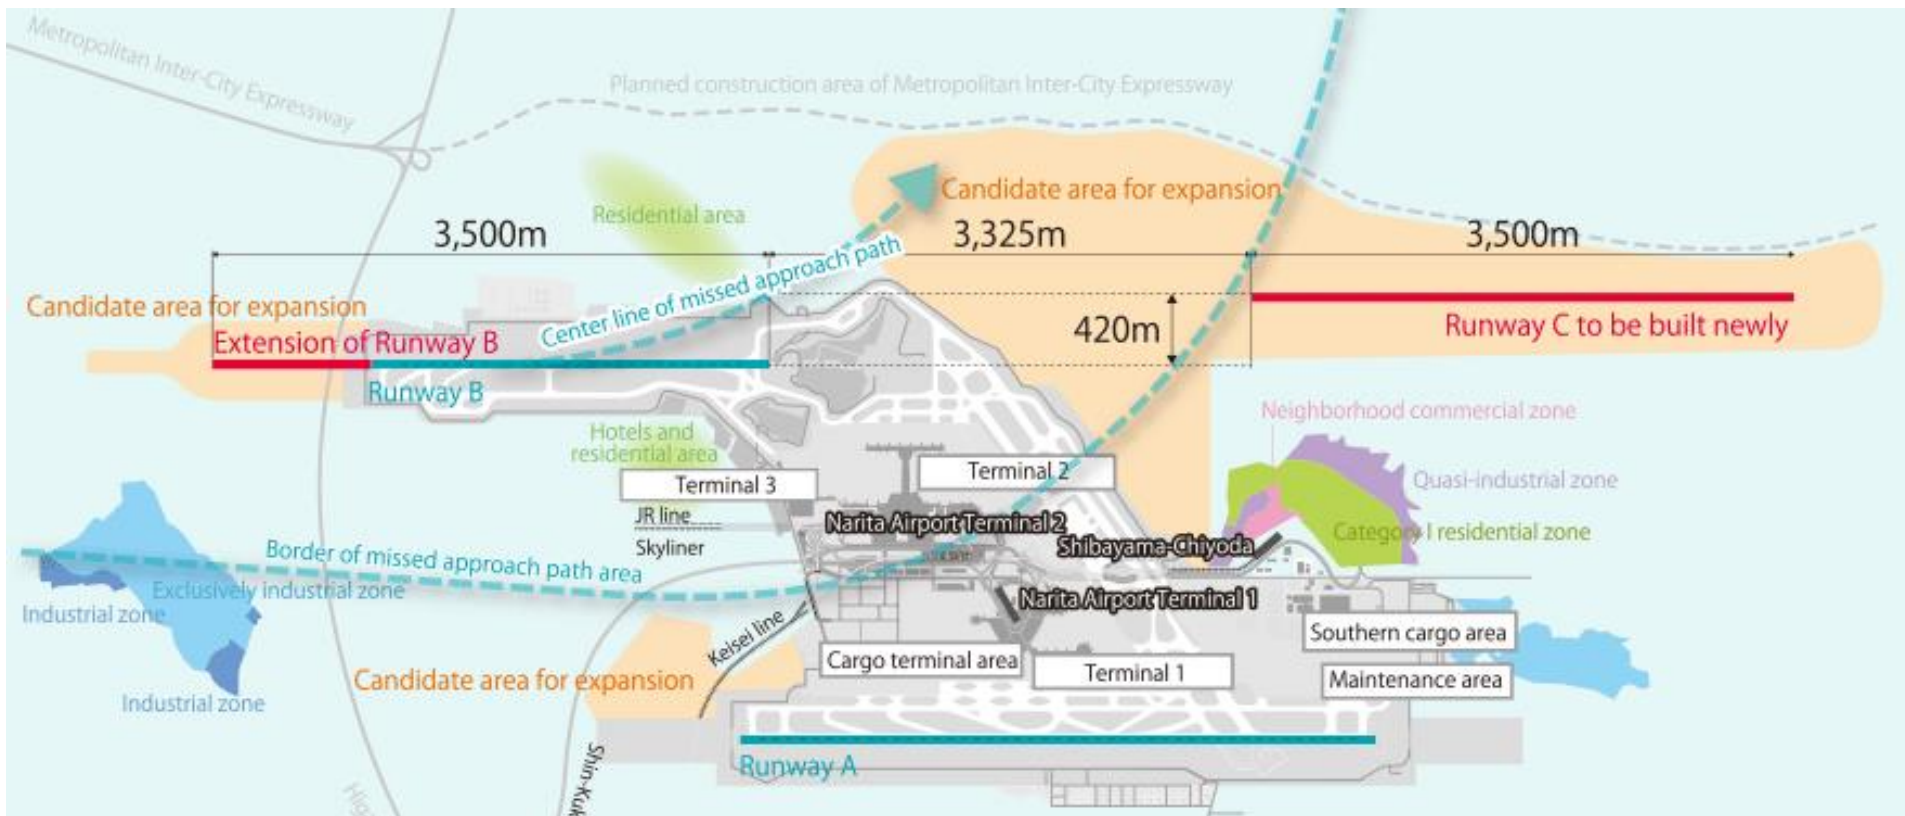 Metropolitan Inter-City Expressway
Planned construction area of Metropolitan Inter-City Expressway
Candidate area for expansion
Residential area
3,500m
3,325m
3,500m
Center line of missed approach path
Candidate area for expansion
Extension of Runway B
420m
Runway C to be built newly
Runway B
Neighborhood commercial zone
Hotels and
residential area
Terminal 2
Terminal 3
Quasi-industrial zone
JR line
Narita Airport Terminal 2
Category I residential zone
Skyliner
Shibayama-Chiyoda
Border of missed approach path area
Exclusively industrial zone
Industrial zone
Narita Airport Terminal 1
Keisei line
Southern cargo area
Cargo terminal area
Terminal 1
Maintenance area
Candidate area for expansion
Industrial zone
Runway A